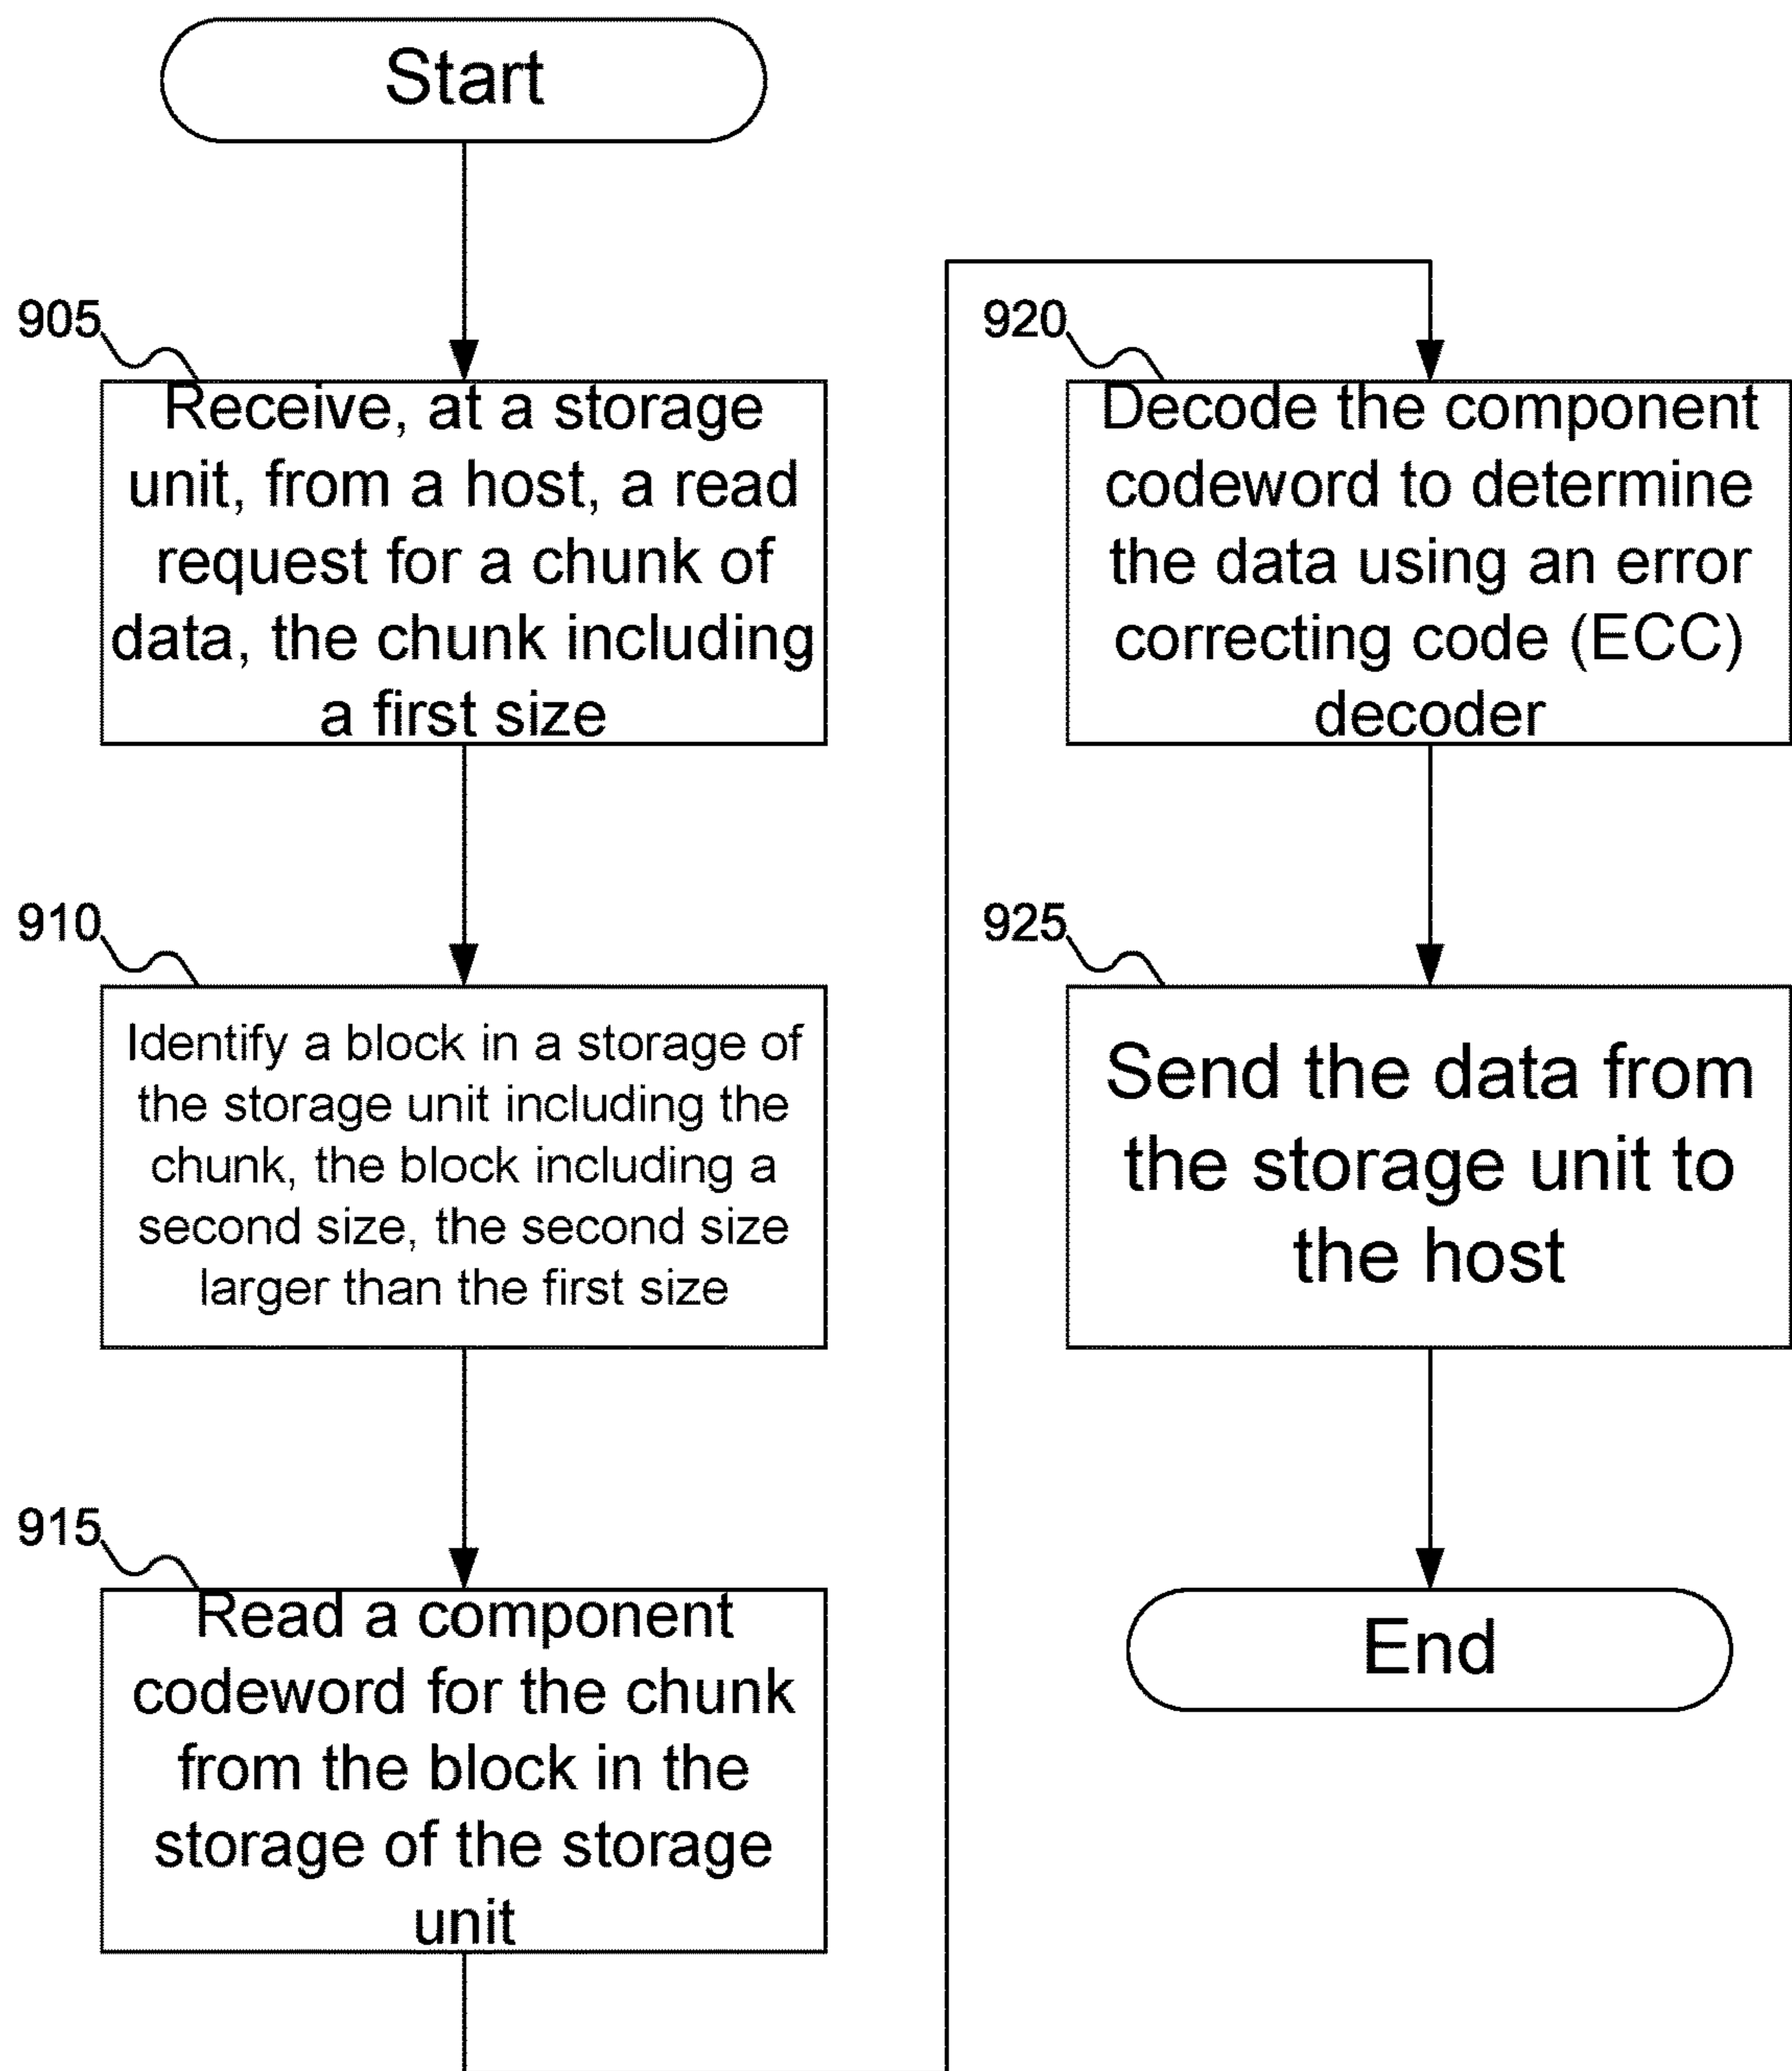 Start
905
Receive, at a storage
unit, from a host, a read
request for a chunk of
data, the chunk including
a first size
910
Identify a block in a storage of
the storage unit including the
chunk, the block including a
second size, the second size
larger than the first size
915
Read a component
codeword for the chunk
from the block in the
storage of the storage
unit
920
Decode the component
codeword to determine
the data using an error
correcting code (ECC)
decoder
925
Send the data from
the storage unit to
the host
End